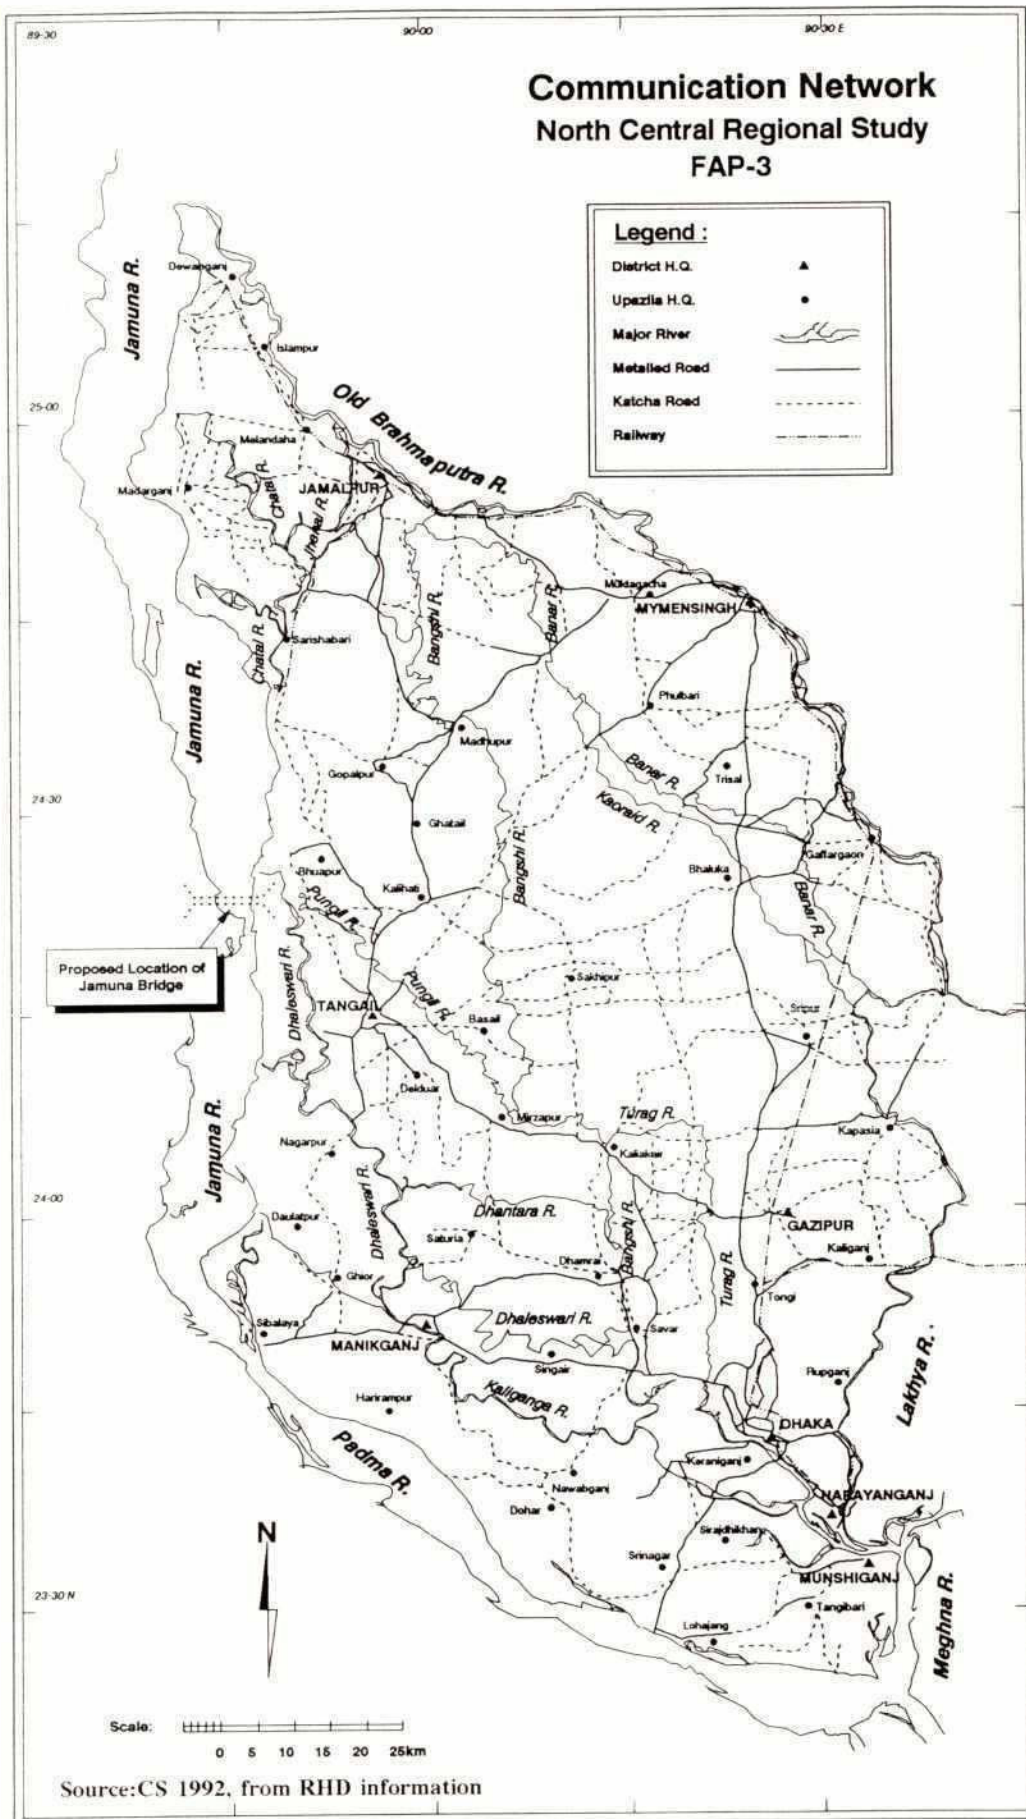 89-30
90-00
90-30 E
Communication Network
North Central Regional Study
FAP-3
Legend :
District H.Q.
Upazila H.Q.
Major River
Metalled Road
Katcha Road
Railway
Dewanganj
Jamuna R.
Islampur
25-00
Old Brahmaputra R.
Melandaha
Chatal R.
Madarganj
JAMALPUR
Jhenai R.
Muktagacha
MYMENSINGH
Banar R.
Bangshi R.
Sarishabari
Chatal R.
Jamuna R.
Phulbari
Madhupur
Gopalpur
Banar R.
Trisal
24-30
Kaoraid R.
Ghatail
Bangshi R.
Gaffargaon
Bhuapur
Bhaluka
Kalihati
Pungli R.
Banar R.
Proposed Location of
Jamuna Bridge
Dhaleswari R.
Pungli R.
Sakhipur
TANGAIL
Basail
Sripur
Delduar
Jamuna R.
Mirzapur
Turag R.
Kapasia
Nagarpur
Kaliakair
24-00
Dhaleswari R.
Dhantara R.
Daulatpur
Saturia
Bangshi R.
GAZIPUR
Kaliganj
Ghior
Dhamrai
Turag R.
Tongi
Sibalaya
MANIKGANJ
Dhaleswari R.
Savar
Singair
Rupganj
Lakhya R.
Harirampur
Kaliganga R.
DHAKA
Padma R.
Keraniganj
Nawabganj
NARAYANGANJ
Dohar
Sirajdhikhan
N
Srinagar
MUNSHIGANJ
23-30 N
Tangibari
Lohajang
Meghna R.
Scale:
0 5 10 15 20 25km
Source:CS 1992, from RHD information